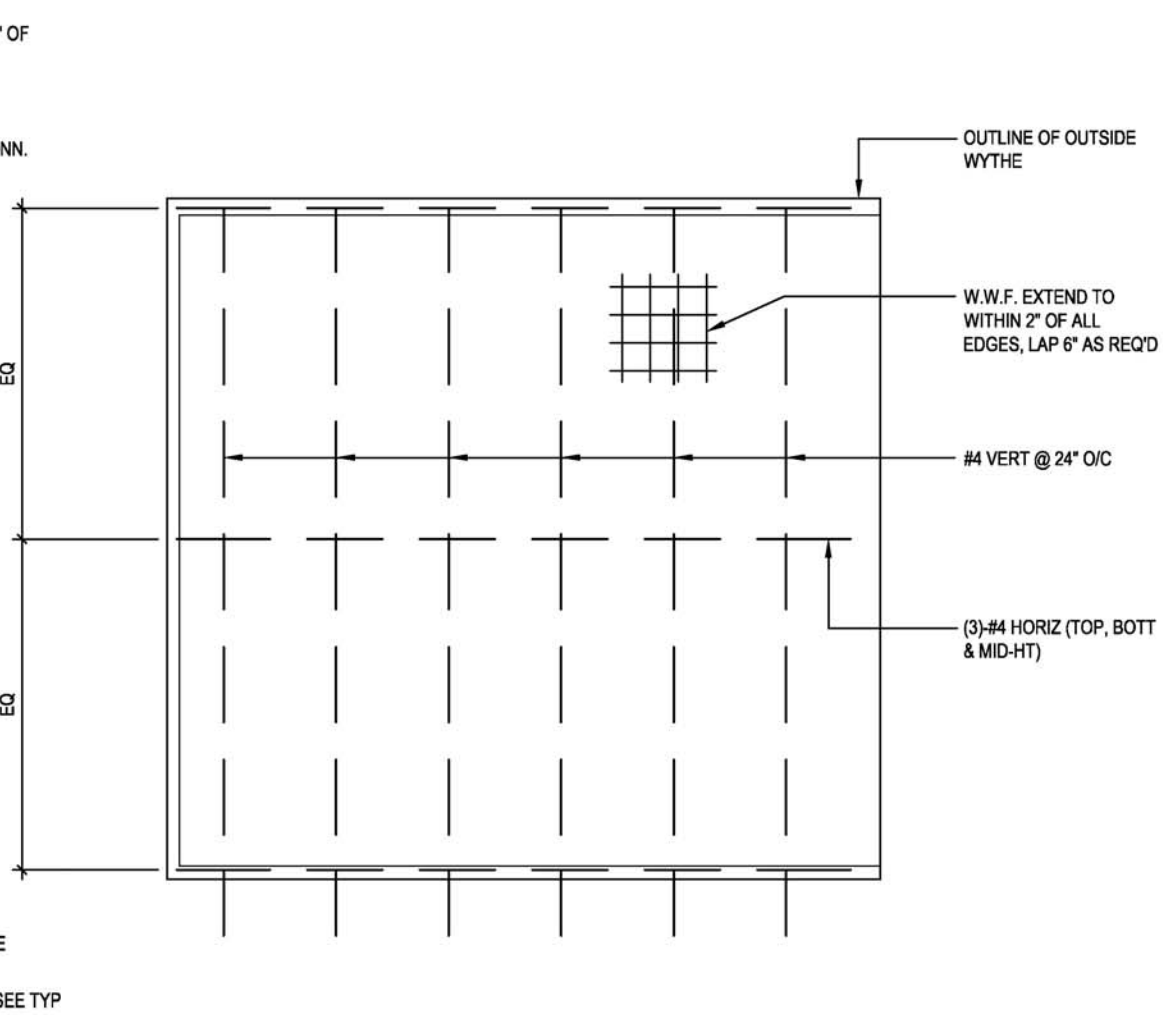 " OF
NN.
OUTLINE OF OUTSIDE
WYTHE
W.W.F. EXTEND TO
WITHIN 2" OF ALL
EDGES, LAP 6" AS REQ'D
EQ
#4 VERT @ 24" O/C
(3)-#4 HORIZ (TOP, BOTT
& MID-HT)
EQ
E
SEE TYP